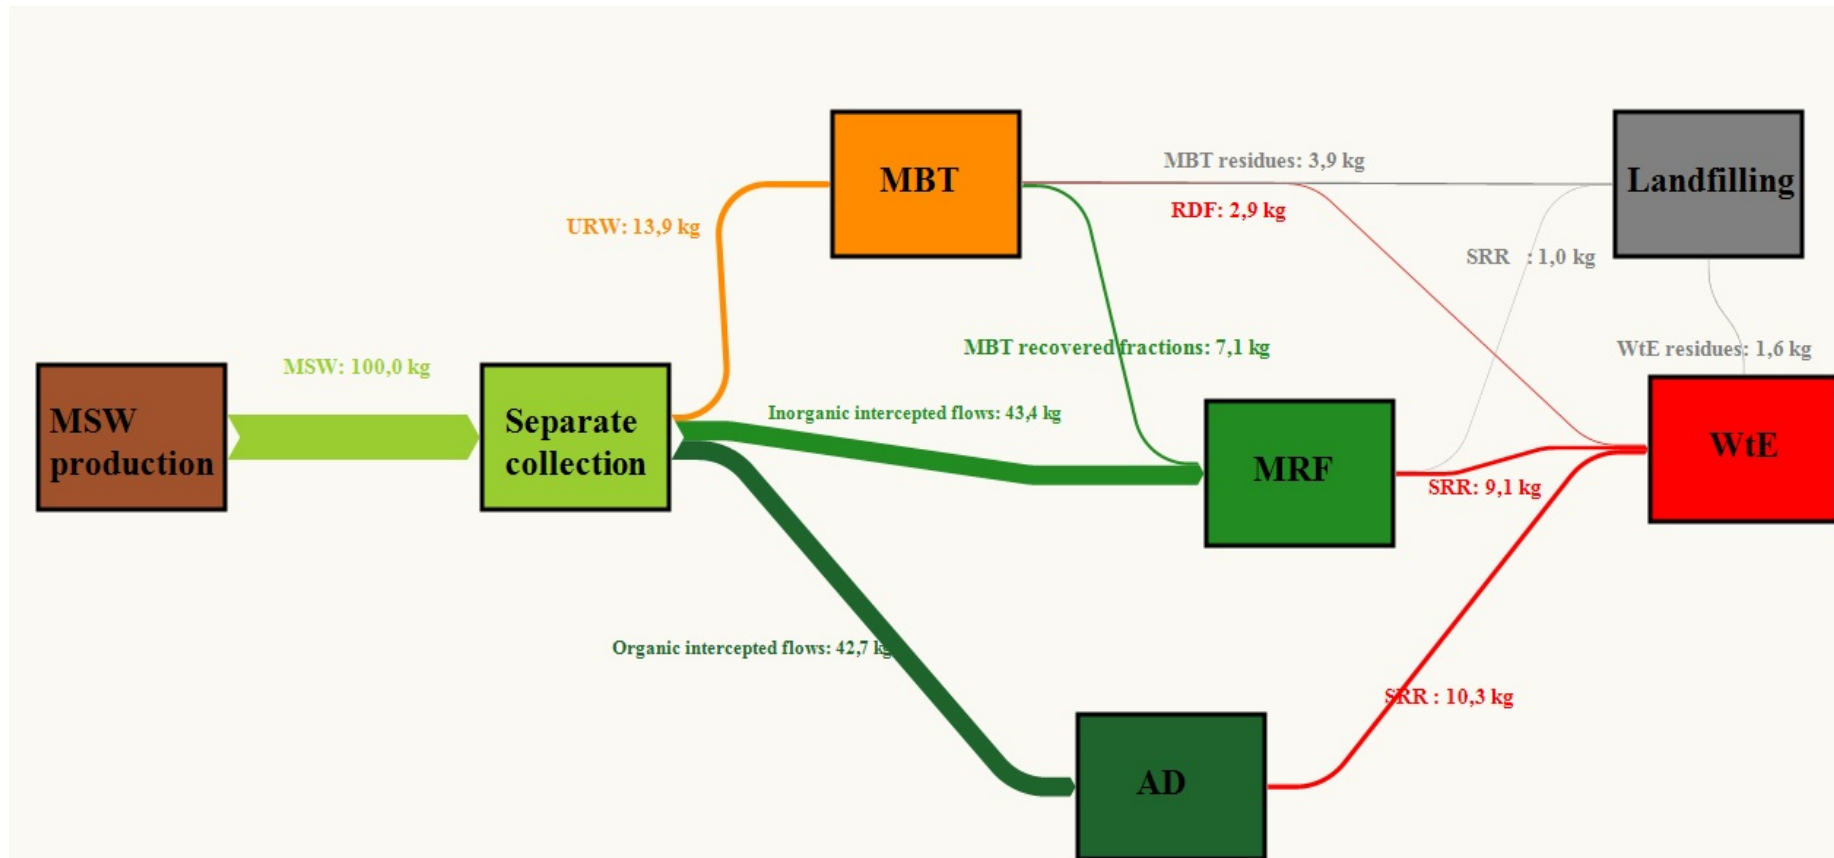 MBT
MBT residues: 3,9 kg
Landfilling
RDF: 2,9 kg
URW: 13,9 kg
SRR : 1,0 kg
MBT recovered fractions: 7,1 kg
WtE residues: 1,6 kg
MSW: 100,0 kg
MSW
production
Separate
collection
Inorganic intercepted flows: 43,4 kg
MRF
WtE
SRR: 9,1 kg
Organic intercepted flows: 42,7 kg
SRR : 10,3 kg
AD